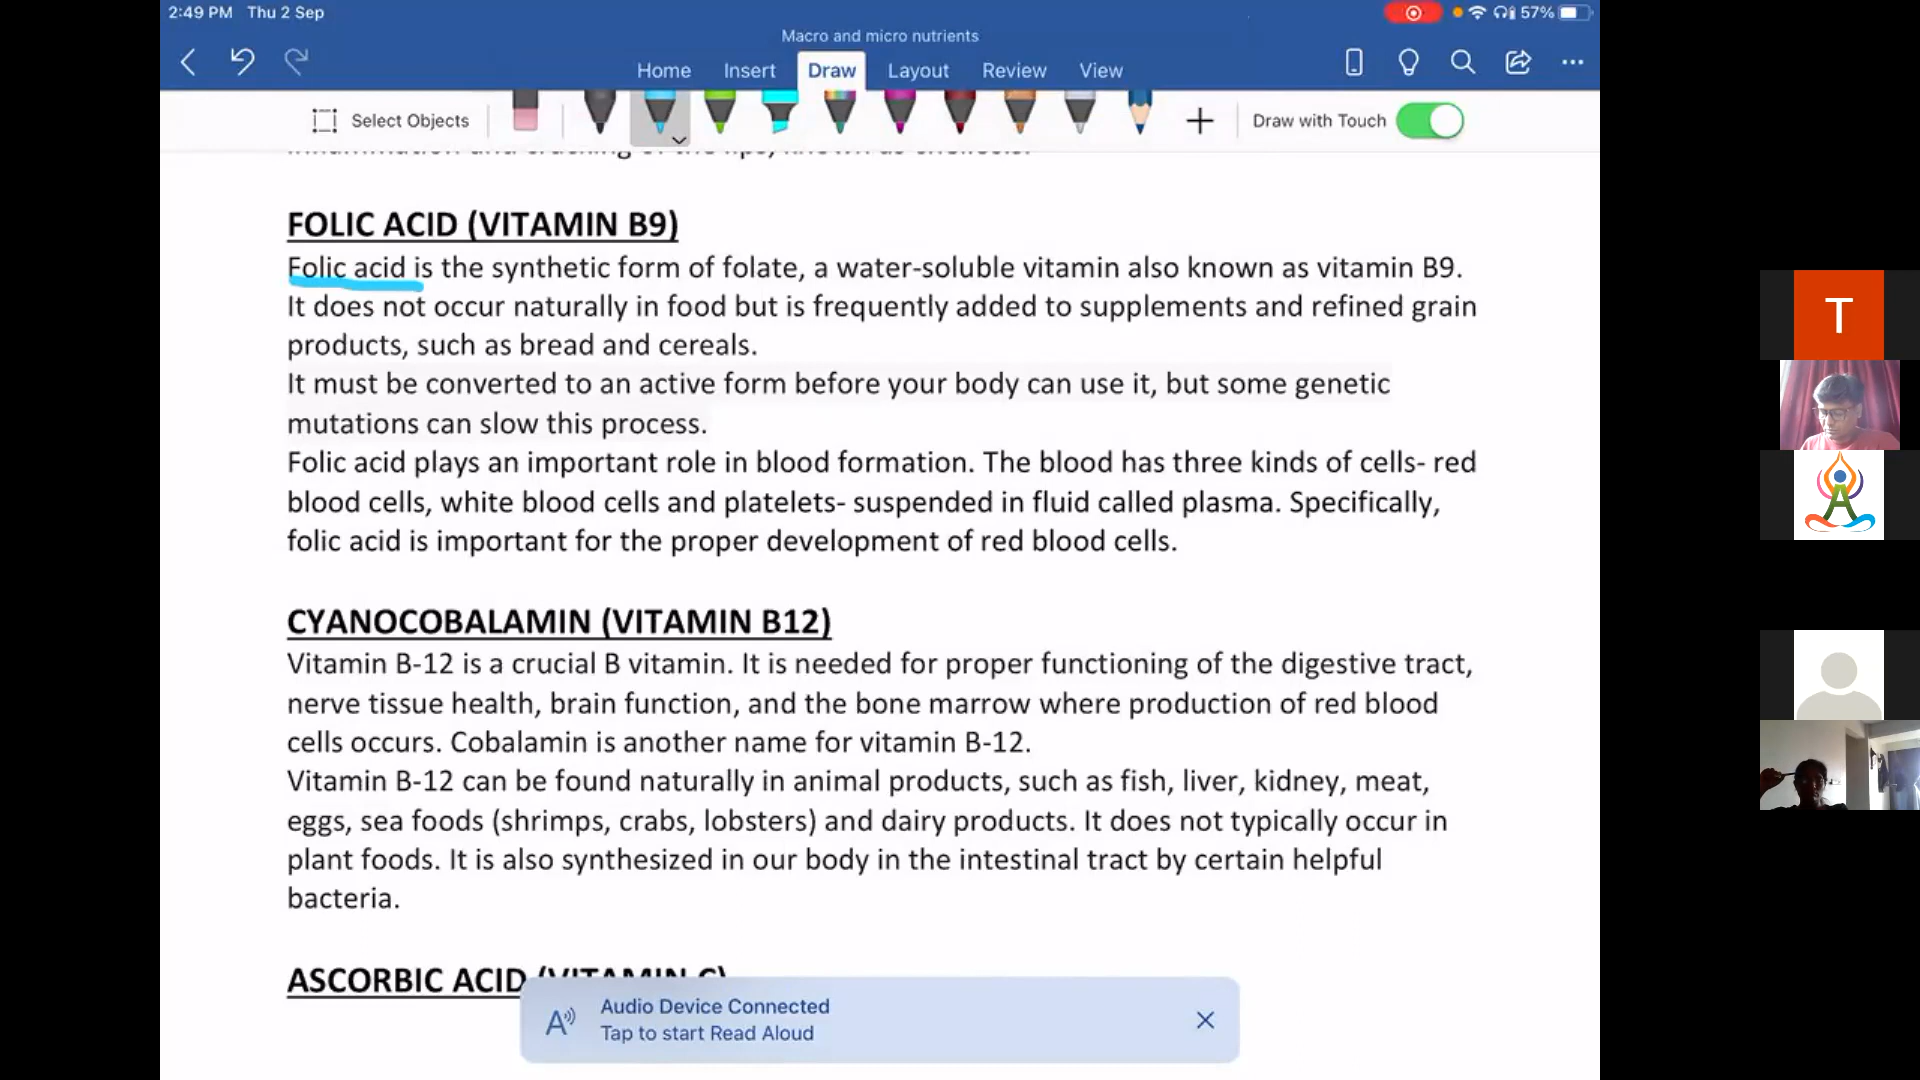 2:49 PM Thu 2 Sep
57%
Macro and micro nutrients
Home Insert Draw Layout Review View
Select Objects
Draw with Touch
FOLIC ACID (VITAMIN B9)
Folic acid is the synthetic form of folate, a water-soluble vitamin also known as vitamin B9.
It does not occur naturally in food but is frequently added to supplements and refined grain
products, such as bread and cereals.
It must be converted to an active form before your body can use it, but some genetic
mutations can slow this process.
Folic acid plays an important role in blood formation. The blood has three kinds of cells- red
blood cells, white blood cells and platelets- suspended in fluid called plasma. Specifically,
folic acid is important for the proper development of red blood cells.
CYANOCOBALAMIN (VITAMIN B12)
Vitamin B-12 is a crucial B vitamin. It is needed for proper functioning of the digestive tract,
nerve tissue health, brain function, and the bone marrow where production of red blood
cells occurs. Cobalamin is another name for vitamin B-12.
Vitamin B-12 can be found naturally in animal products, such as fish, liver, kidney, meat,
eggs, sea foods (shrimps, crabs, lobsters) and dairy products. It does not typically occur in
plant foods. It is also synthesized in our body in the intestinal tract by certain helpful
bacteria.
ASCORBIC ACID (VITAMIN C)
Audio Device Connected
Tap to start Read Aloud
T
A